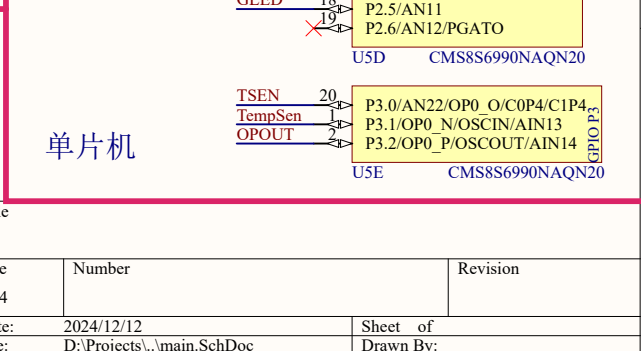 GLED 18 P2.5/AN11
19 P2.6/AN12/PGATO
U5D CMS8S6990NAQN20
TSEN 20 P3.0/AN22/OP0_O/C0P4/C1P4
TempSen 1 P3.1/OP0_N/OSCIN/AIN13
OPOUT 2 P3.2/OP0_P/OSCOUT/AIN14
GPIO P3
U5E CMS8S6990NAQN20
单片机
Number Revision
4
2024/12/12 Sheet of
D:\Projects\..\main.SchDoc Drawn By: